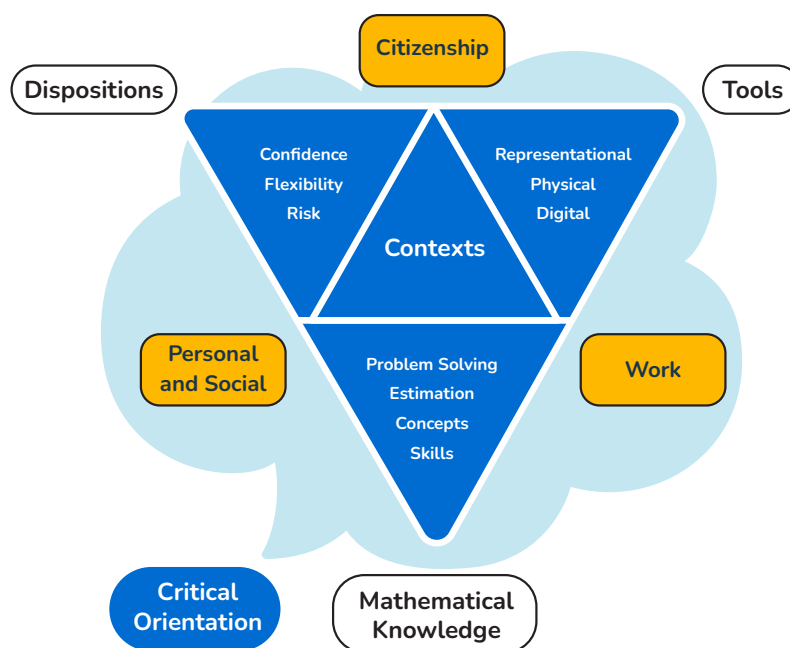 Citizenship
Dispositions
Tools
Confidence
Flexibility
Risk
Representational
Physical
Digital
Contexts
Personal
and Social
Work
Problem Solving
Estimation
Concepts
Skills
Critical
Orientation
Mathematical
Knowledge